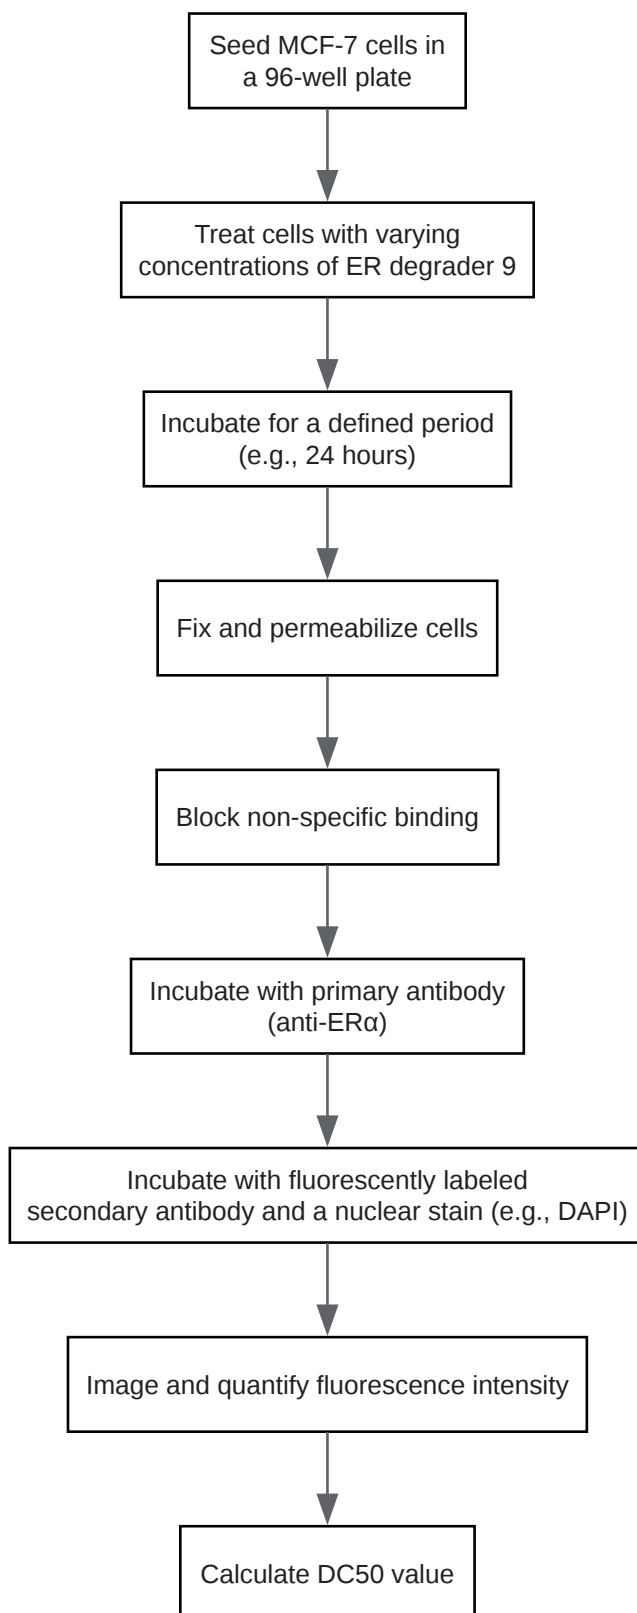 Seed MCF-7 cells in
a 96-well plate
Treat cells with varying
concentrations of ER degrader 9
Incubate for a defined period
(e.g., 24 hours)
Fix and permeabilize cells
Block non-specific binding
Incubate with primary antibody
(anti-ERα)
Incubate with fluorescently labeled
secondary antibody and a nuclear stain (e.g., DAPI)
Image and quantify fluorescence intensity
Calculate DC50 value